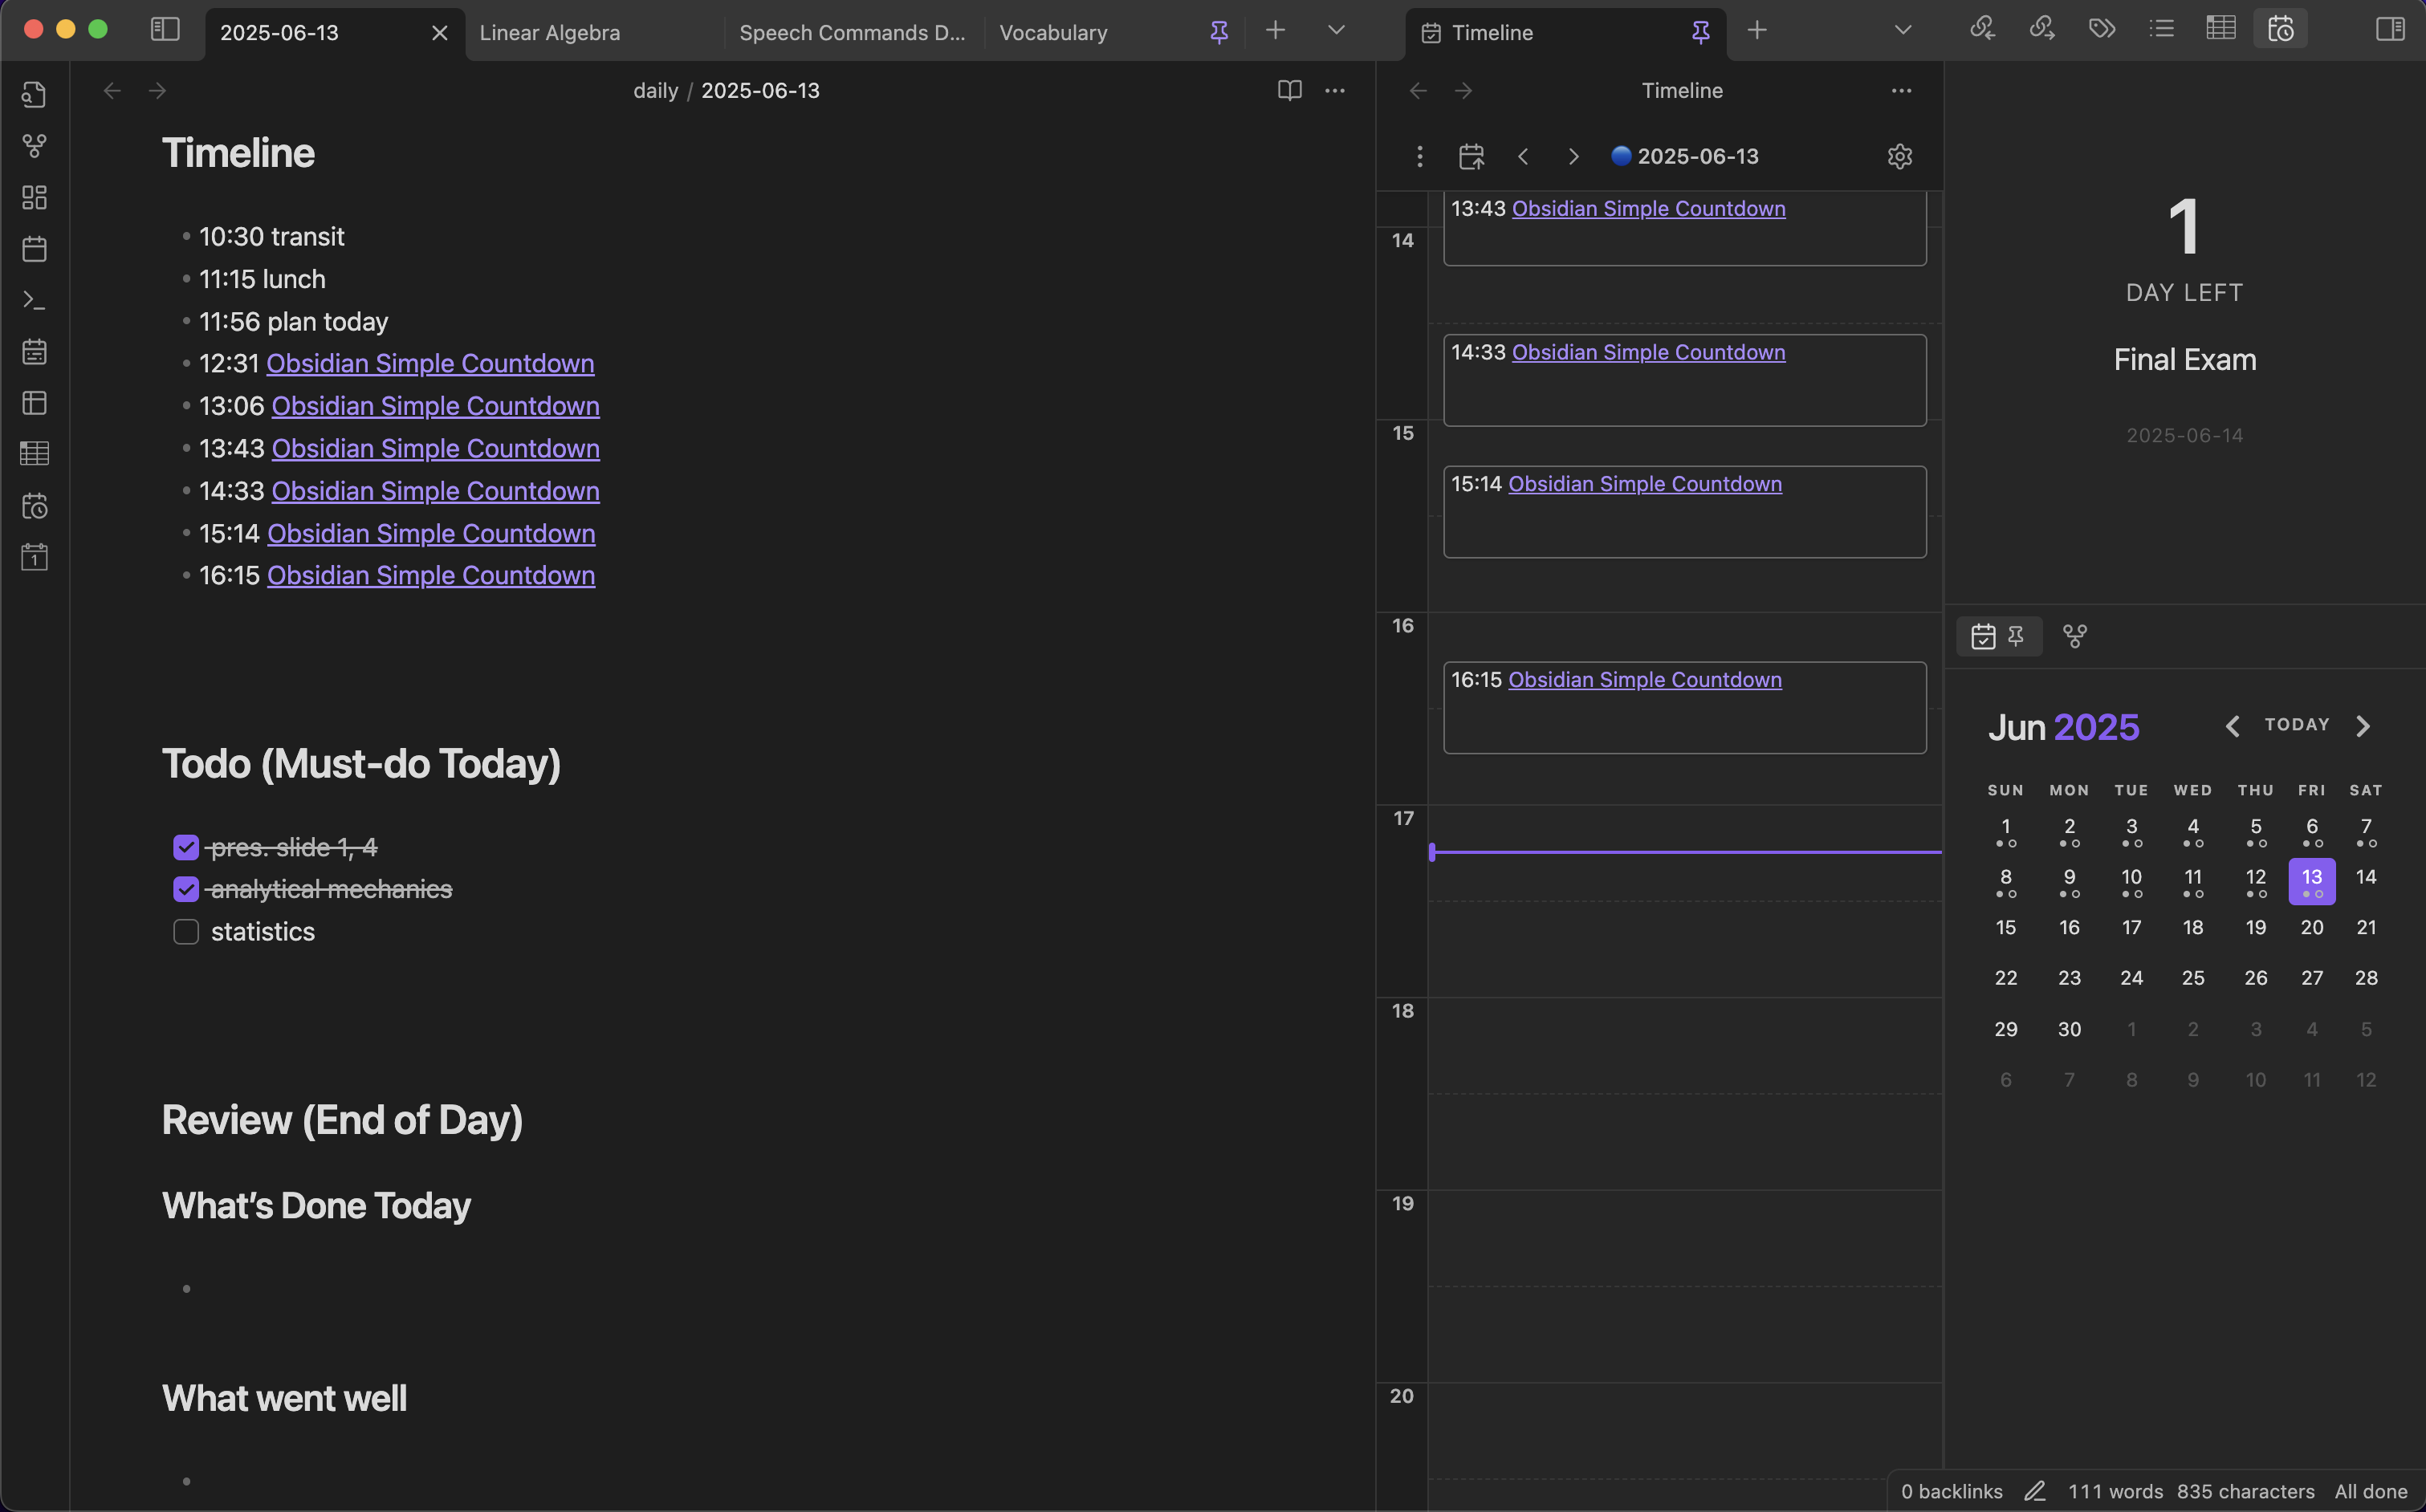 2025-06-13
Linear Algebra
Speech Commands D...
Vocabulary
Timeline
daily / 2025-06-13
Timeline
10:30 transit
11:15 lunch
11:56 plan today
12:31 Obsidian Simple Countdown
13:06 Obsidian Simple Countdown
13:43 Obsidian Simple Countdown
14:33 Obsidian Simple Countdown
15:14 Obsidian Simple Countdown
16:15 Obsidian Simple Countdown
Todo (Must-do Today)
pres. slide 1, 4
analytical mechanics
statistics
Review (End of Day)
What's Done Today
What went well
Timeline
2025-06-13
13:43 Obsidian Simple Countdown
14
14:33 Obsidian Simple Countdown
15
15:14 Obsidian Simple Countdown
16
16:15 Obsidian Simple Countdown
17
18
19
20
1
DAY LEFT
Final Exam
2025-06-14
Jun 2025
TODAY
SUN MON TUE WED THU FRI SAT
1 2 3 4 5 6 7
8 9 10 11 12 13 14
15 16 17 18 19 20 21
22 23 24 25 26 27 28
29 30 1 2 3 4 5
6 7 8 9 10 11 12
0 backlinks 111 words 835 characters All done
1